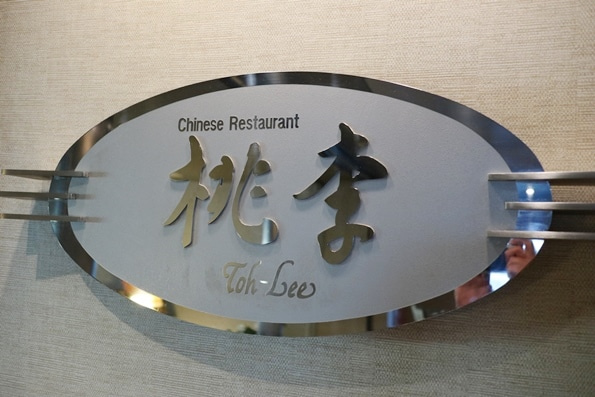 Chinese Restaurant
桃李
Toh-Lee